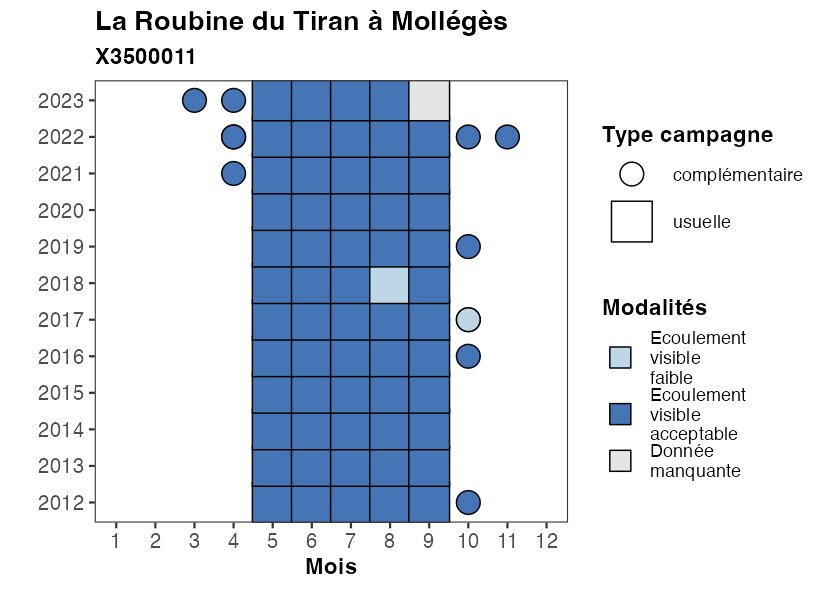 La Roubine du Tiran à Mollégès
X3500011
2023
2022
2021
2020
2019
2018
2017
2016
2015
2014
2013
2012
1 2 3 4 5 6 7 8 9 10 11 12
Mois
Type campagne
complémentaire
usuelle
Modalités
Ecoulement
visible
faible
Ecoulement
visible
acceptable
Donnée
manquante